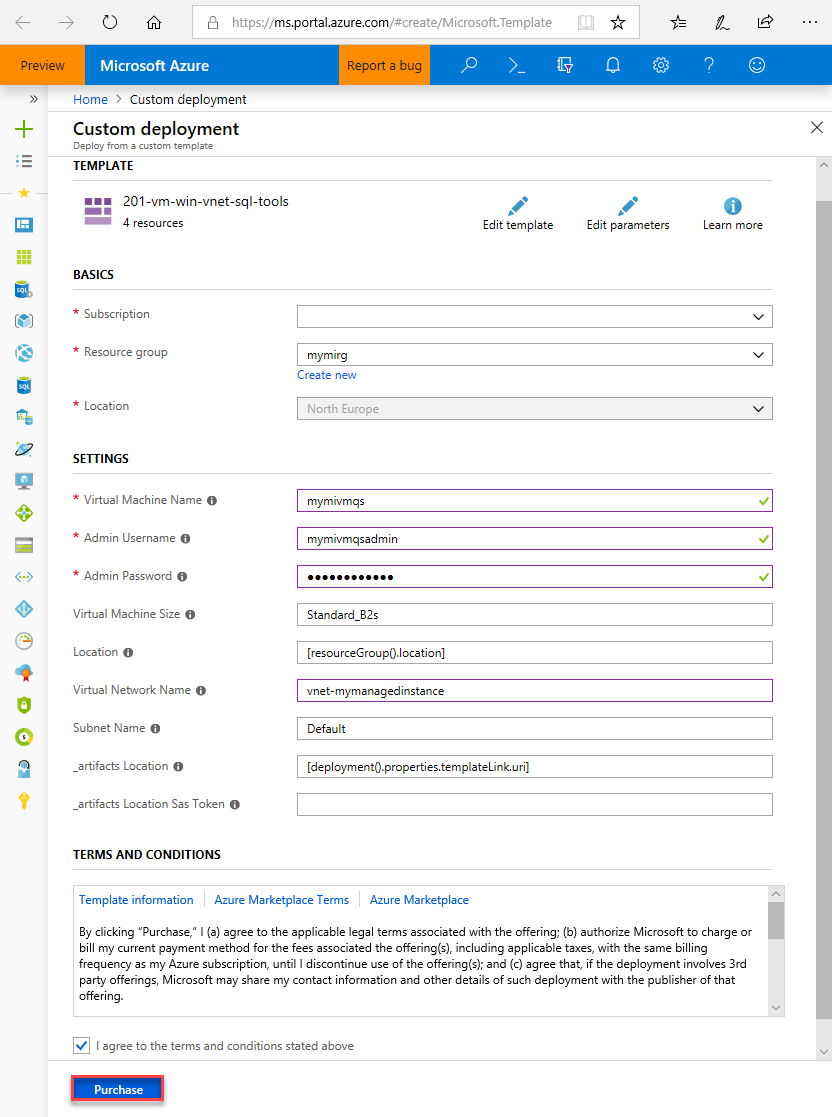 https://ms.portal.azure.com/#create/Microsoft.Template
Preview
Microsoft Azure
Report a bug
Home > Custom deployment
Custom deployment
Deploy from a custom template
TEMPLATE
201-vm-win-vnet-sql-tools
4 resources
Edit template
Edit parameters
Learn more
BASICS
* Subscription
* Resource group
mymirg
Create new
* Location
North Europe
SETTINGS
* Virtual Machine Name
mymivmqs
* Admin Username
mymivmqsadmin
* Admin Password
●●●●●●●●●●●●
Virtual Machine Size
Standard_B2s
Location
[resourceGroup().location]
Virtual Network Name
vnet-mymanagedinstance
Subnet Name
Default
_artifacts Location
[deployment().properties.templateLink.uri]
_artifacts Location Sas Token
TERMS AND CONDITIONS
Template information
Azure Marketplace Terms
Azure Marketplace
By clicking “Purchase,” I (a) agree to the applicable legal terms associated with the offering; (b) authorize Microsoft to charge or
bill my current payment method for the fees associated the offering(s), including applicable taxes, with the same billing
frequency as my Azure subscription, until I discontinue use of the offering(s); and (c) agree that, if the deployment involves 3rd
party offerings, Microsoft may share my contact information and other details of such deployment with the publisher of that
offering.
I agree to the terms and conditions stated above
Purchase